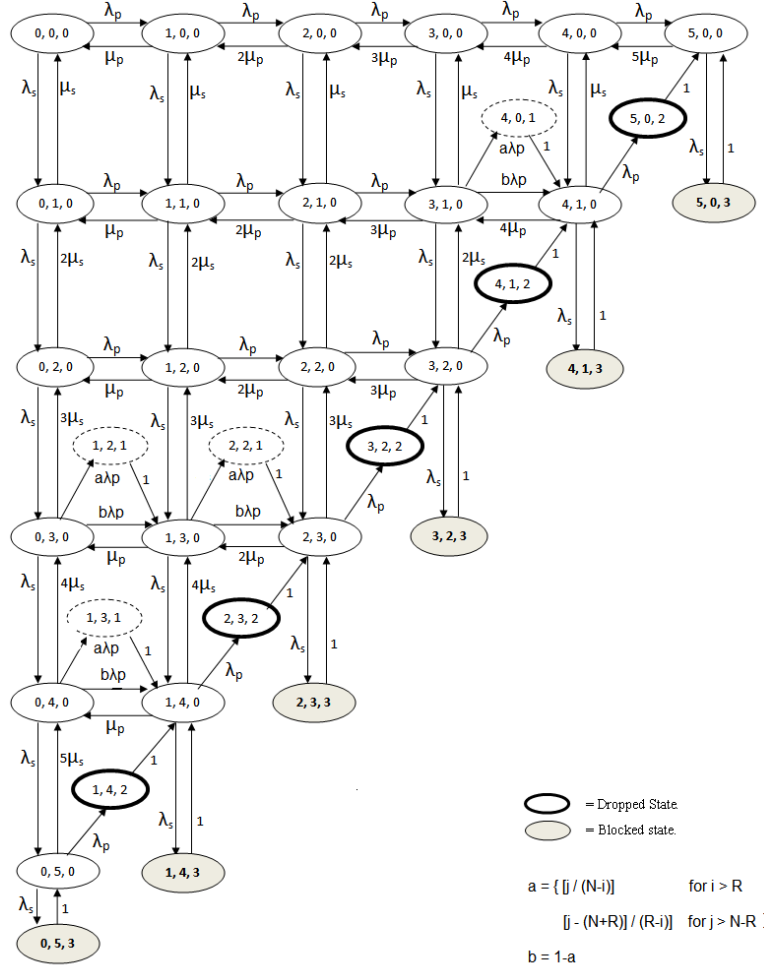 λp λp λp λp λp
0, 0, 0 1, 0, 0 2, 0, 0 3, 0, 0 4, 0, 0 5, 0, 0
μp 2μp 3μp 4μp 5μp
λs μs λs μs λs μs λs μs λs μs 1
4, 0, 1 5, 0, 2
aλp 1 λs 1
λp λp λp bλp λp
0, 1, 0 1, 1, 0 2, 1, 0 3, 1, 0 4, 1, 0 5, 0, 3
μp 2μp 3μp 4μp
λs 2μs λs 2μs λs 2μs λs 2μs 1
4, 1, 2
λp λs 1
λp λp λp
0, 2, 0 1, 2, 0 2, 2, 0 3, 2, 0 4, 1, 3
μp 2μp 3μp
λs 3μs λs 3μs λs 3μs 1
1, 2, 1 2, 2, 1 3, 2, 2
aλp 1 aλp 1 λp λs 1
bλp bλp
0, 3, 0 1, 3, 0 2, 3, 0 3, 2, 3
μp 2μp
λs 4μs λs 4μs 1
1, 3, 1 2, 3, 2
aλp 1 λp λs 1
bλp
0, 4, 0 1, 4, 0 2, 3, 3
μp
λs 5μs 1
1, 4, 2
λp λs 1
0, 5, 0 1, 4, 3
λs 1
0, 5, 3
= Dropped State.
= Blocked state.
a = { [j / (N-i)] for i > R
[j - (N+R)] / (R-i)] for j > N-R }
b = 1-a